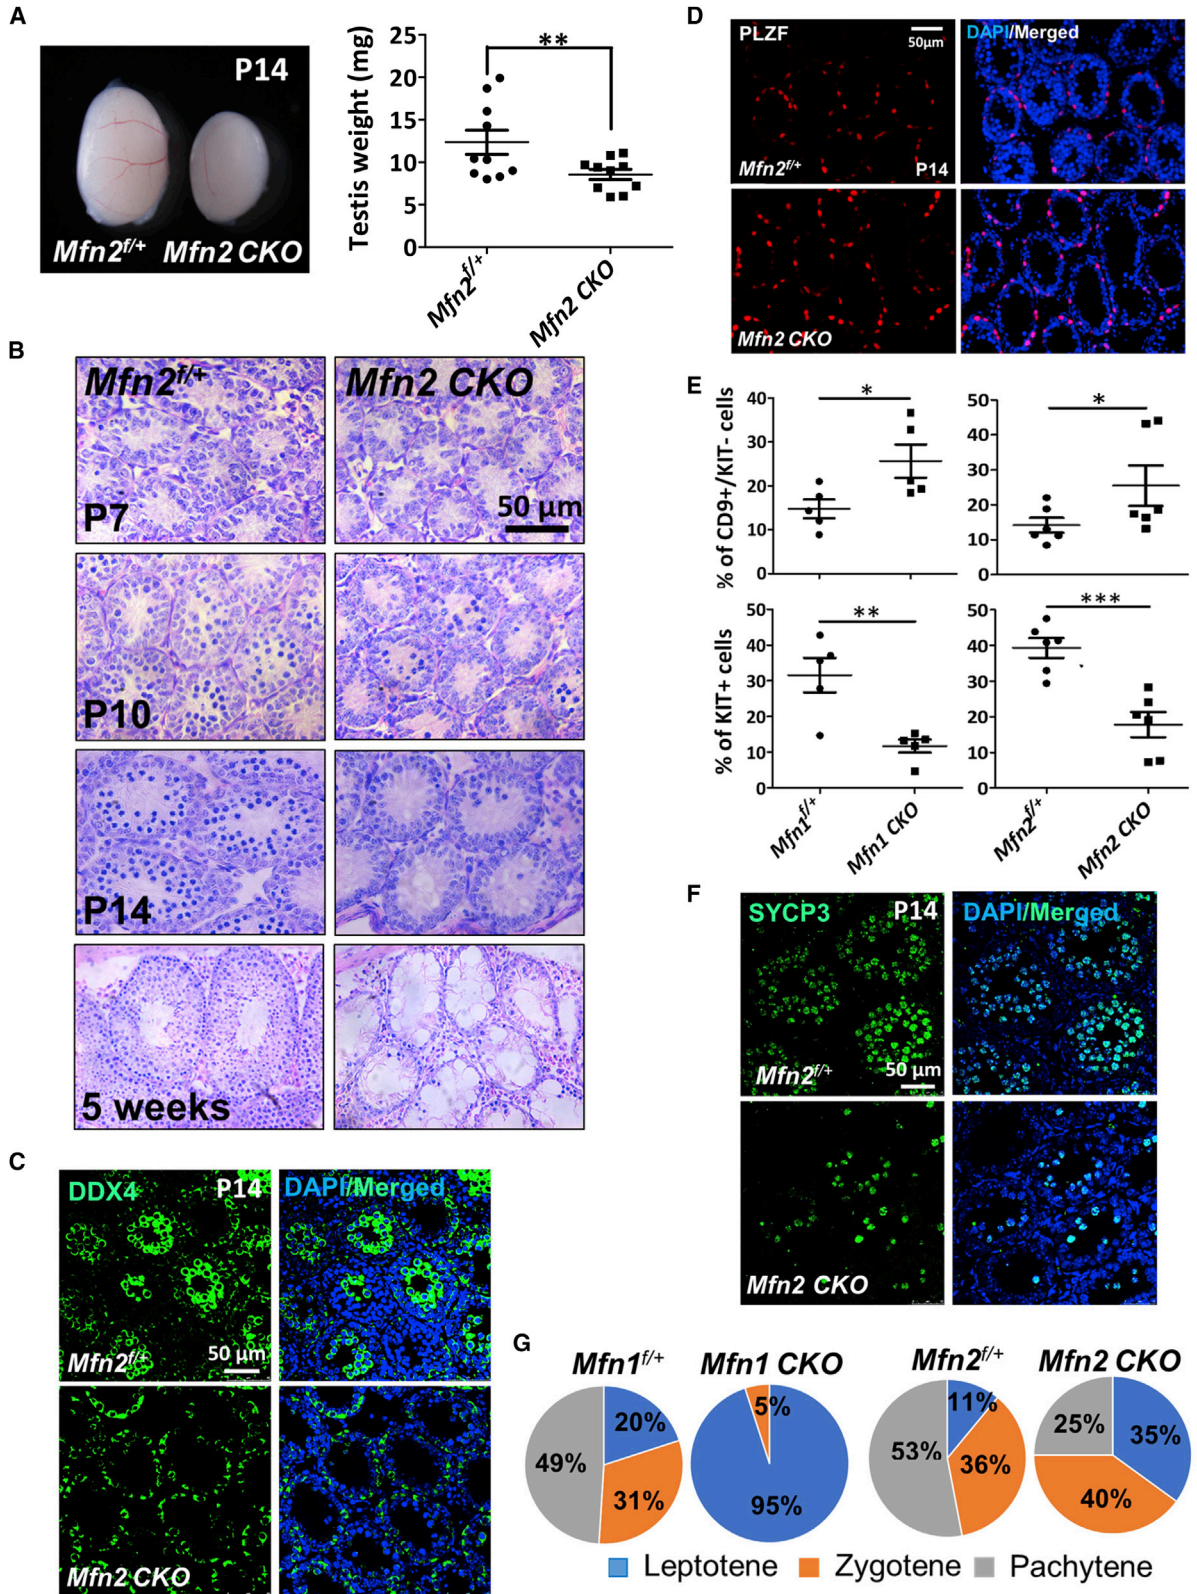 A
P14
Mfn2f/+ Mfn2 CKO
Testis weight (mg)
25
20
15
10
5
0
**
Mfn2f/+
Mfn2 CKO
B
Mfn2f/+
Mfn2 CKO
P7
50 µm
P10
P14
5 weeks
C
DDX4
P14
DAPI/Merged
Mfn2f/+
50 µm
Mfn2 CKO
D
PLZF
50µm
DAPI/Merged
Mfn2f/+
P14
Mfn2 CKO
E
% of CD9+/KIT- cells
40
30
20
10
0
*
50
40
30
20
10
0
*
% of KIT+ cells
50
40
30
20
10
0
**
Mfn1f/+
Mfn1 CKO
50
40
30
20
10
0
***
Mfn2f/+
Mfn2 CKO
F
SYCP3
P14
DAPI/Merged
Mfn2f/+
50 µm
Mfn2 CKO
G
Mfn1f/+
Mfn1 CKO
Mfn2f/+
Mfn2 CKO
20%
31%
49%
5%
95%
11%
36%
53%
35%
40%
25%
Leptotene
Zygotene
Pachytene